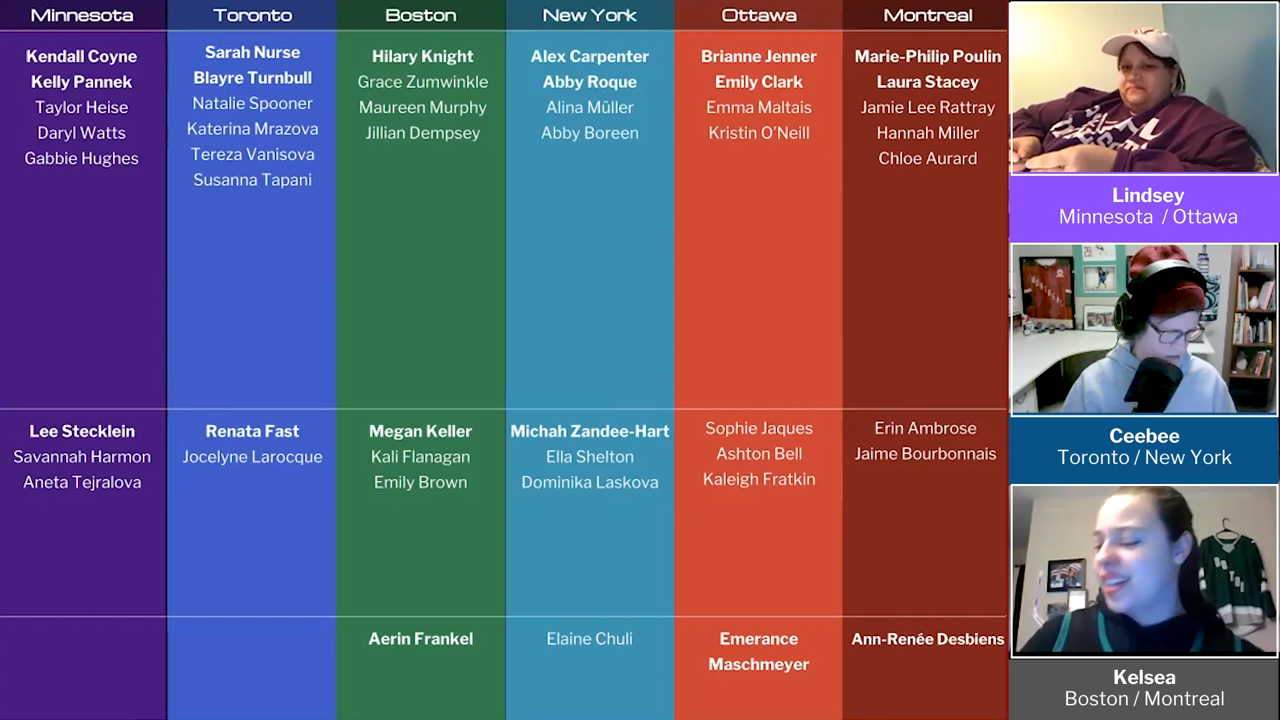 Minnesota
Kendall Coyne
Kelly Pannek
Taylor Heise
Daryl Watts
Gabbie Hughes
Lee Stecklein
Savannah Harmon
Aneta Tejralova
Toronto
Sarah Nurse
Blayre Turnbull
Natalie Spooner
Katerina Mrazova
Tereza Vanisova
Susanna Tapani
Renata Fast
Jocelyne Larocque
Boston
Hilary Knight
Grace Zumwinkle
Maureen Murphy
Jillian Dempsey
Megan Keller
Kali Flanagan
Emily Brown
Aerin Frankel
New York
Alex Carpenter
Abby Roque
Alina Müller
Abby Boreen
Michah Zandee-Hart
Ella Shelton
Dominika Laskova
Elaine Chuli
Ottawa
Brianne Jenner
Emily Clark
Emma Maltais
Kristin O'Neill
Sophie Jaques
Ashton Bell
Kaleigh Fratkin
Emerance
Maschmeyer
Montreal
Marie-Philip Poulin
Laura Stacey
Jamie Lee Rattray
Hannah Miller
Chloe Aurard
Erin Ambrose
Jaime Bourbonnais
Ann-Renée Desbiens
Lindsey
Minnesota / Ottawa
Ceebee
Toronto / New York
Kelsea
Boston / Montreal